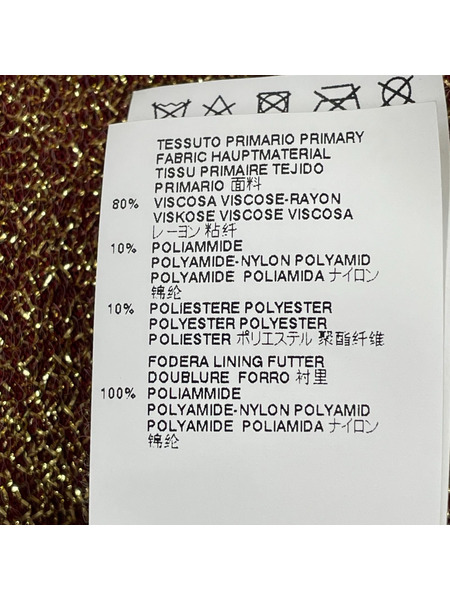 TESSUTO PRIMARIO PRIMARY
FABRIC HAUPTMATERIAL
TISSU PRIMAIRE TEJIDO
PRIMARIO 面料
80% VISCOSA VISCOSE-RAYON
VISKOSE VISCOSE VISCOSA
レーヨン 粘纤
10% POLIAMMIDE
POLYAMIDE-NYLON POLYAMID
POLYAMIDE POLIAMIDA ナイロン
锦纶
10% POLIESTERE POLYESTER
POLYESTER POLYESTER
POLIESTER ポリエステル 聚酯纤维
FODERA LINING FUTTER
DOUBLURE FORRO 衬里
100% POLIAMMIDE
POLYAMIDE-NYLON POLYAMID
POLYAMIDE POLIAMIDA ナイロン
锦纶